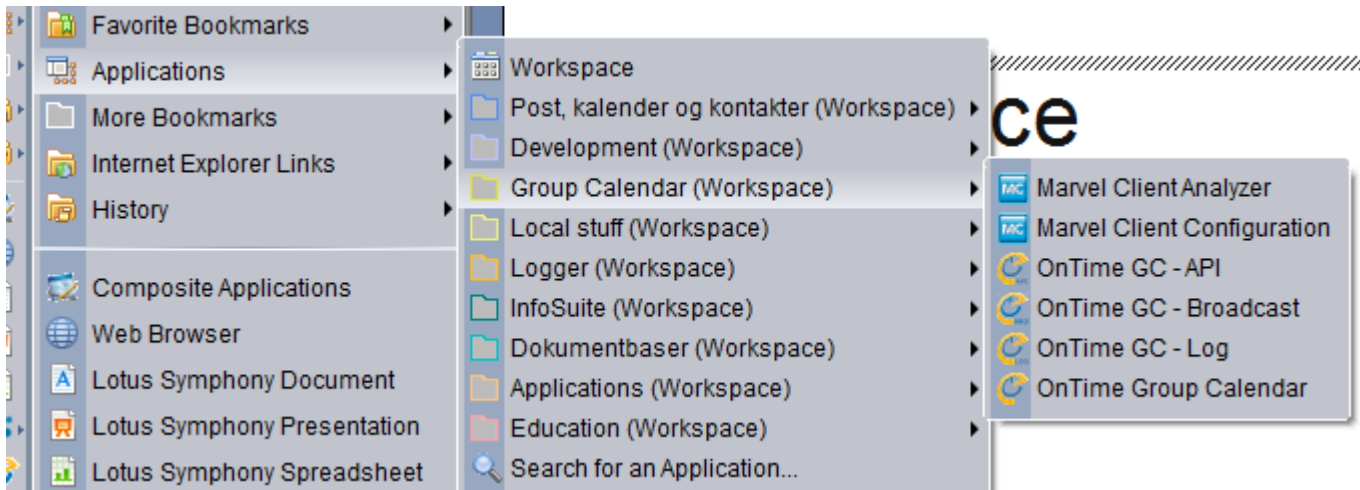 Favorite Bookmarks
Applications
More Bookmarks
Internet Explorer Links
History
Composite Applications
Web Browser
Lotus Symphony Document
Lotus Symphony Presentation
Lotus Symphony Spreadsheet
Workspace
Post, kalender og kontakter (Workspace)
Development (Workspace)
Group Calendar (Workspace)
Local stuff (Workspace)
Logger (Workspace)
InfoSuite (Workspace)
Dokumentbaser (Workspace)
Applications (Workspace)
Education (Workspace)
Search for an Application...
ce
MC Marvel Client Analyzer
MC Marvel Client Configuration
OnTime GC - API
OnTime GC - Broadcast
OnTime GC - Log
OnTime Group Calendar